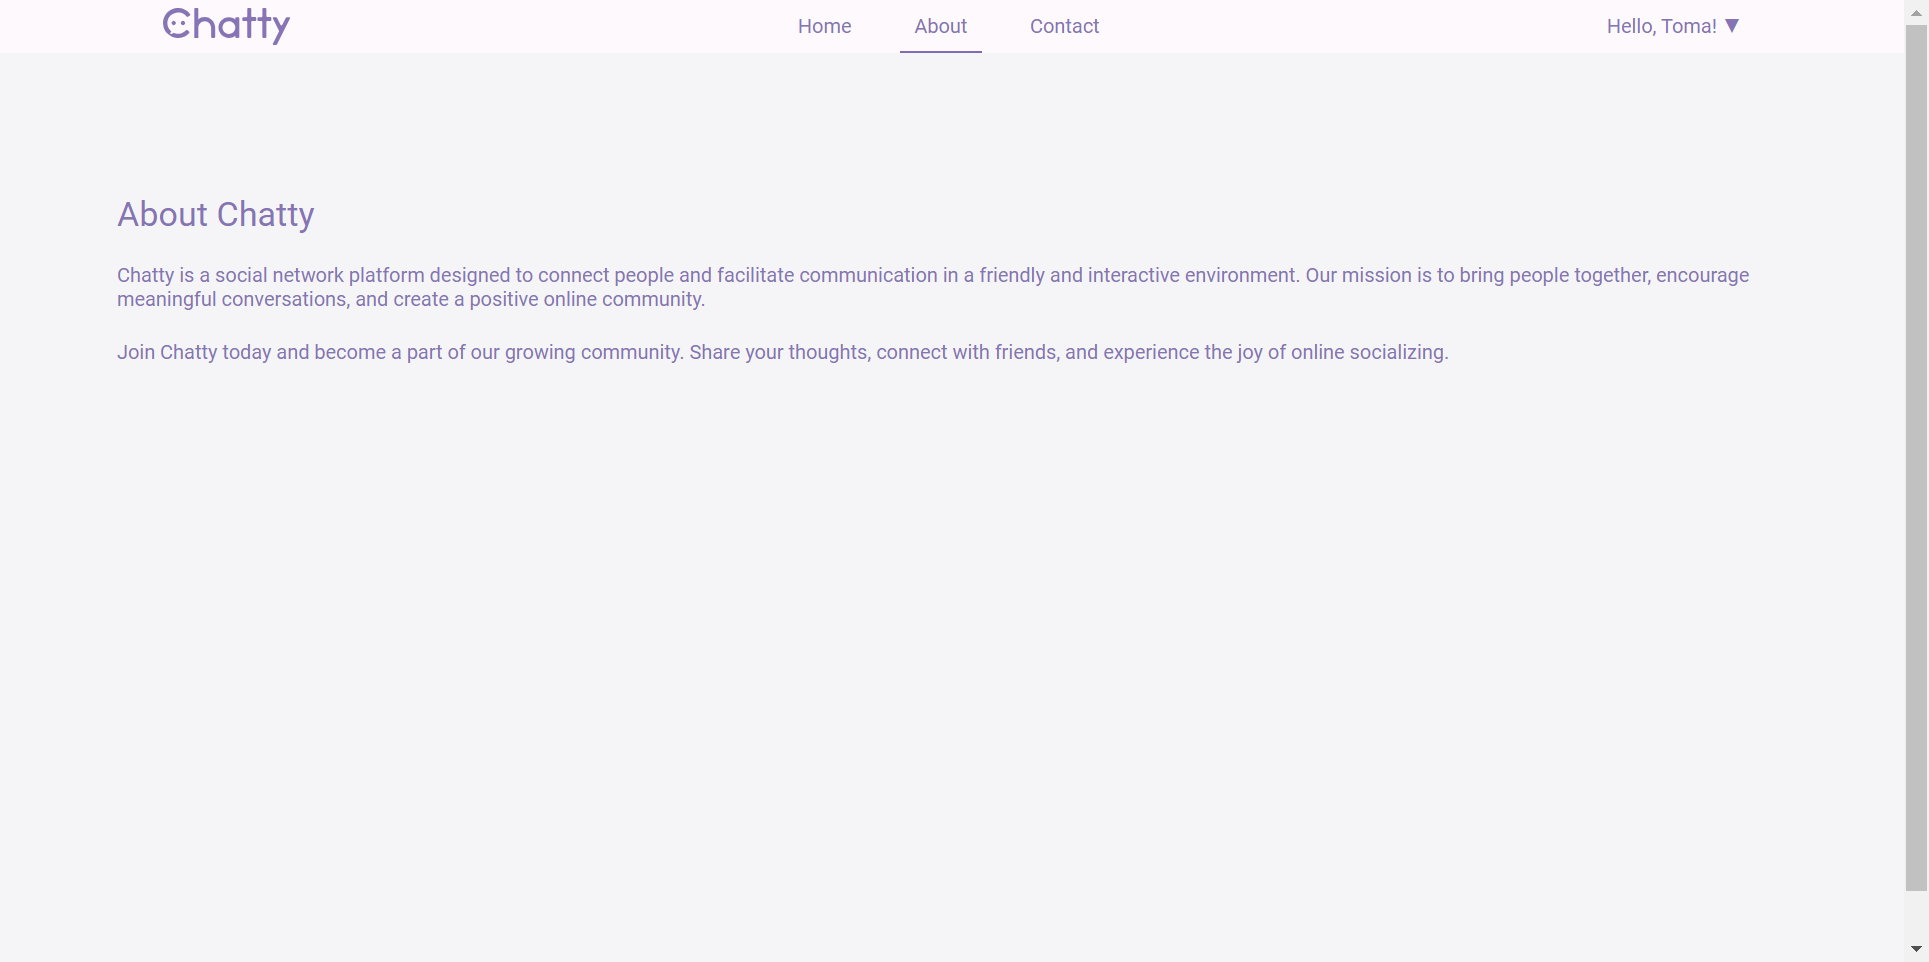 Chatty
Home About Contact
Hello, Toma! ▼
About Chatty
Chatty is a social network platform designed to connect people and facilitate communication in a friendly and interactive environment. Our mission is to bring people together, encourage
meaningful conversations, and create a positive online community.
Join Chatty today and become a part of our growing community. Share your thoughts, connect with friends, and experience the joy of online socializing.